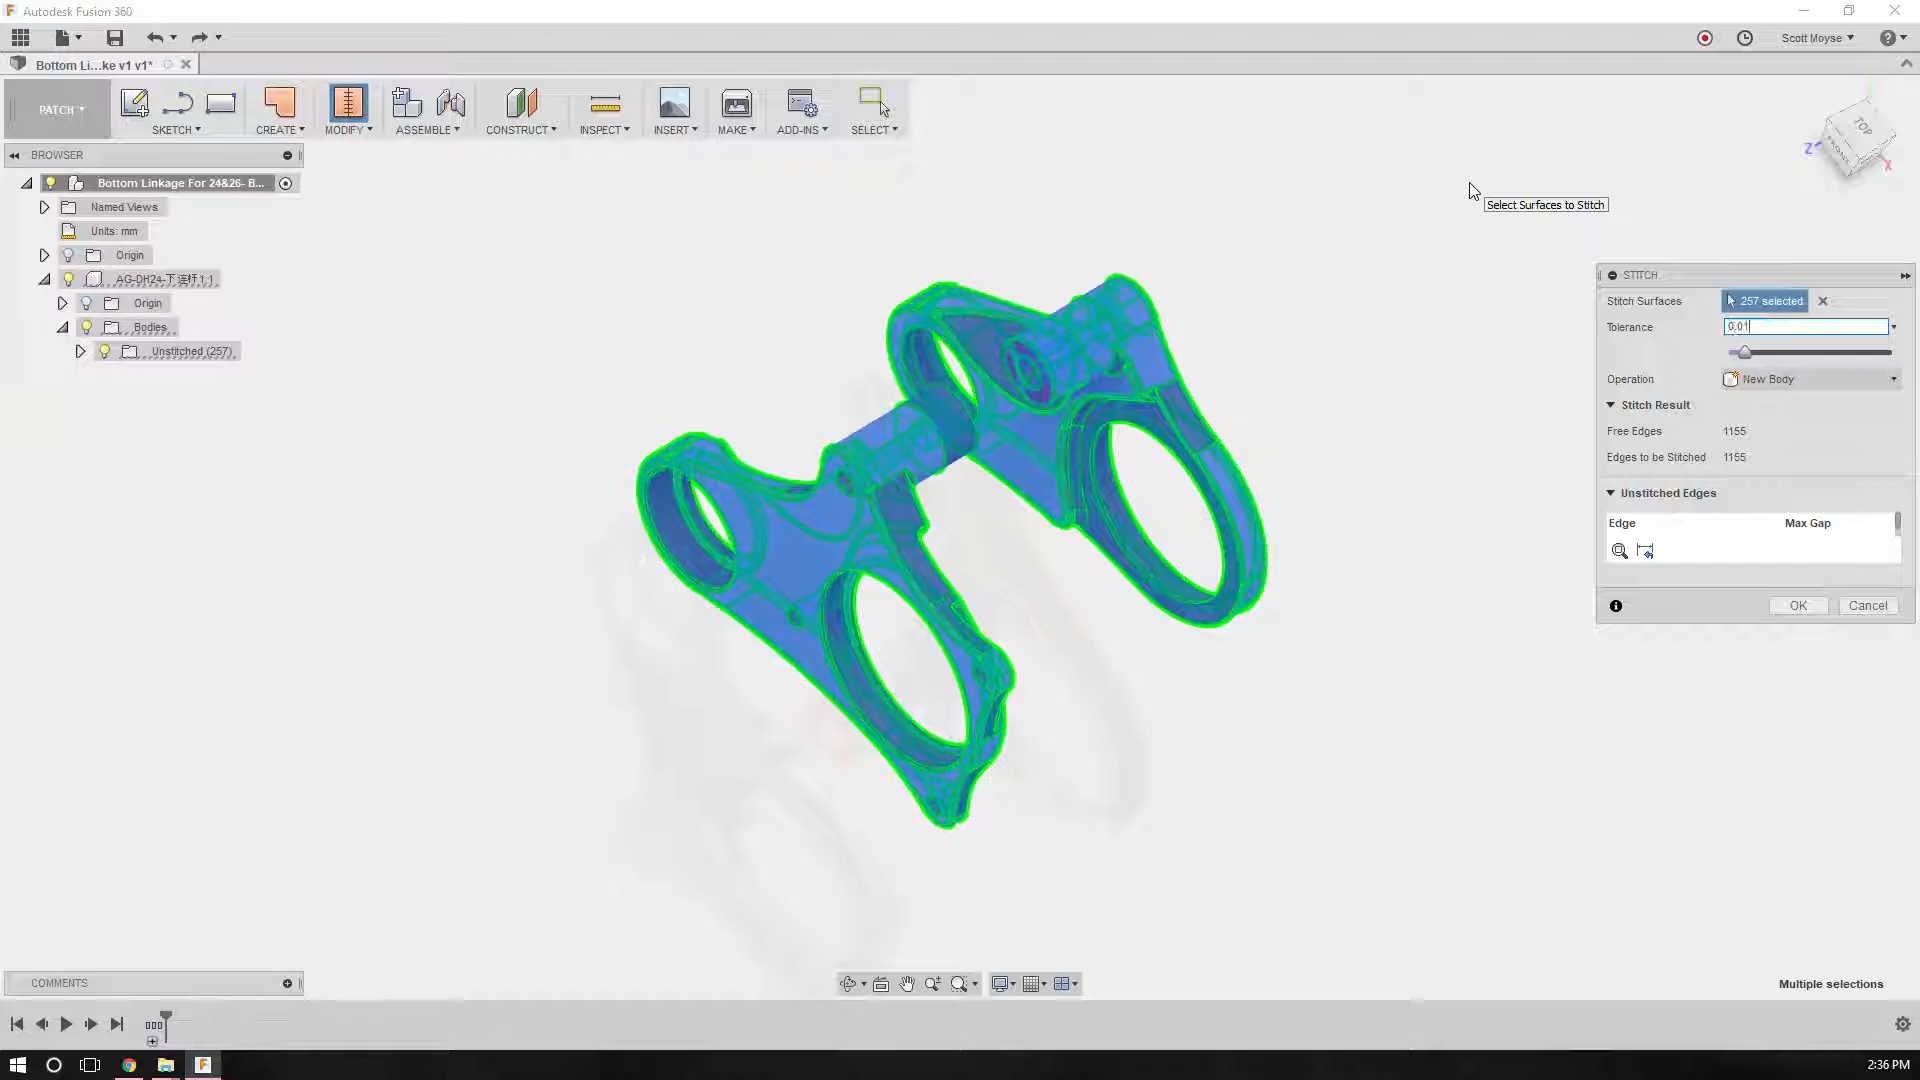 Autodesk Fusion 360
Scott Moyse
Bottom Li...ke v1 v1*
PATCH
SKETCH
CREATE
MODIFY
ASSEMBLE
CONSTRUCT
INSPECT
INSERT
MAKE
ADD-INS
SELECT
TOP
FRONT
Z
X
BROWSER
Bottom Linkage For 24&26- B...
Named Views
Units: mm
Origin
AG-DH24-下连杆1:1
Origin
Bodies
Unstitched (257)
Select Surfaces to Stitch
STITCH
Stitch Surfaces 257 selected
Tolerance 0.01
Operation New Body
Stitch Result
Free Edges 1155
Edges to be Stitched 1155
Unstitched Edges
Edge Max Gap
OK Cancel
COMMENTS
Multiple selections
2:36 PM